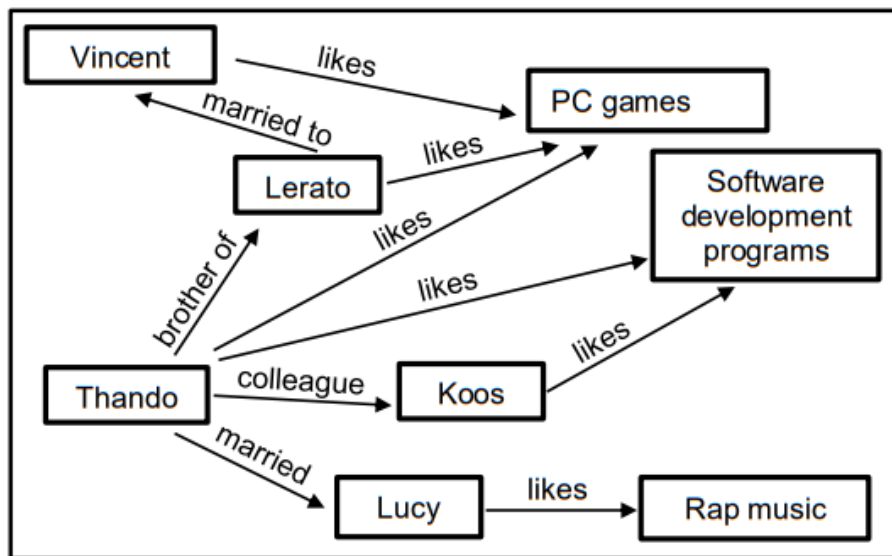 Vincent
likes
PC games
married to
likes
Lerato
Software
development
programs
likes
brother of
likes
likes
Thando
colleague
Koos
married
Lucy
likes
Rap music